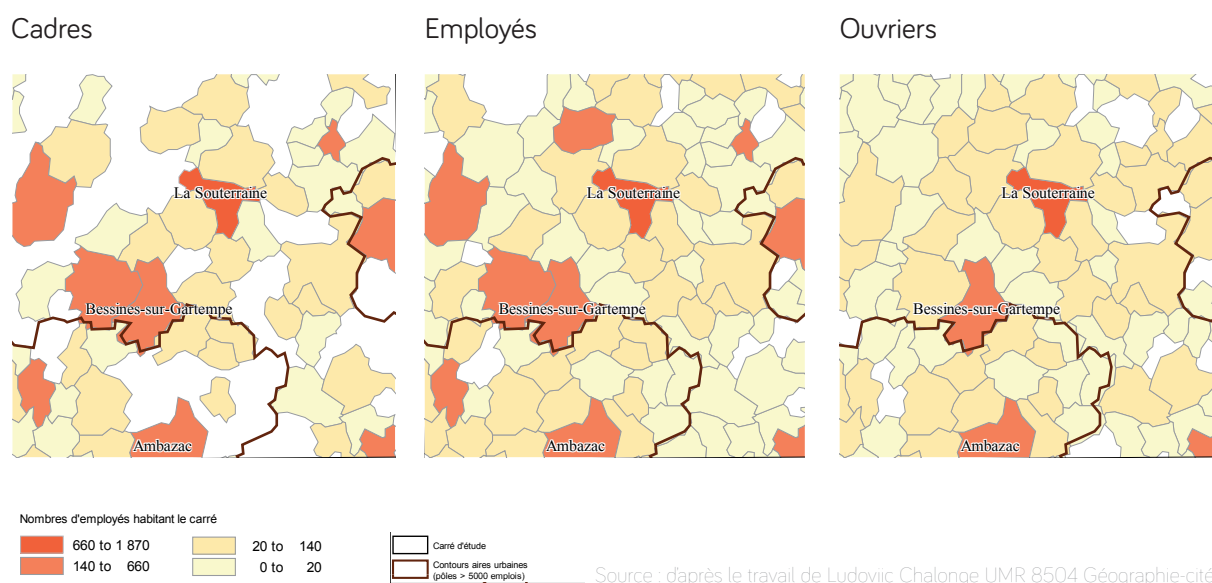 Cadres
Employés
Ouvriers
La Souterraine
Bessines-sur-Gartempe
Ambazac
La Souterraine
Bessines-sur-Gartempe
Ambazac
La Souterraine
Bessines-sur-Gartempe
Ambazac
Nombres d'employés habitant le carré
660 to 1 870
140 to 660
20 to 140
0 to 20
Carré d'étude
Contours aires urbaines
(pôles > 5000 emplois)
Source : d'après le travail de Ludoviic Chalonge UMR 8504 Géographie-cité